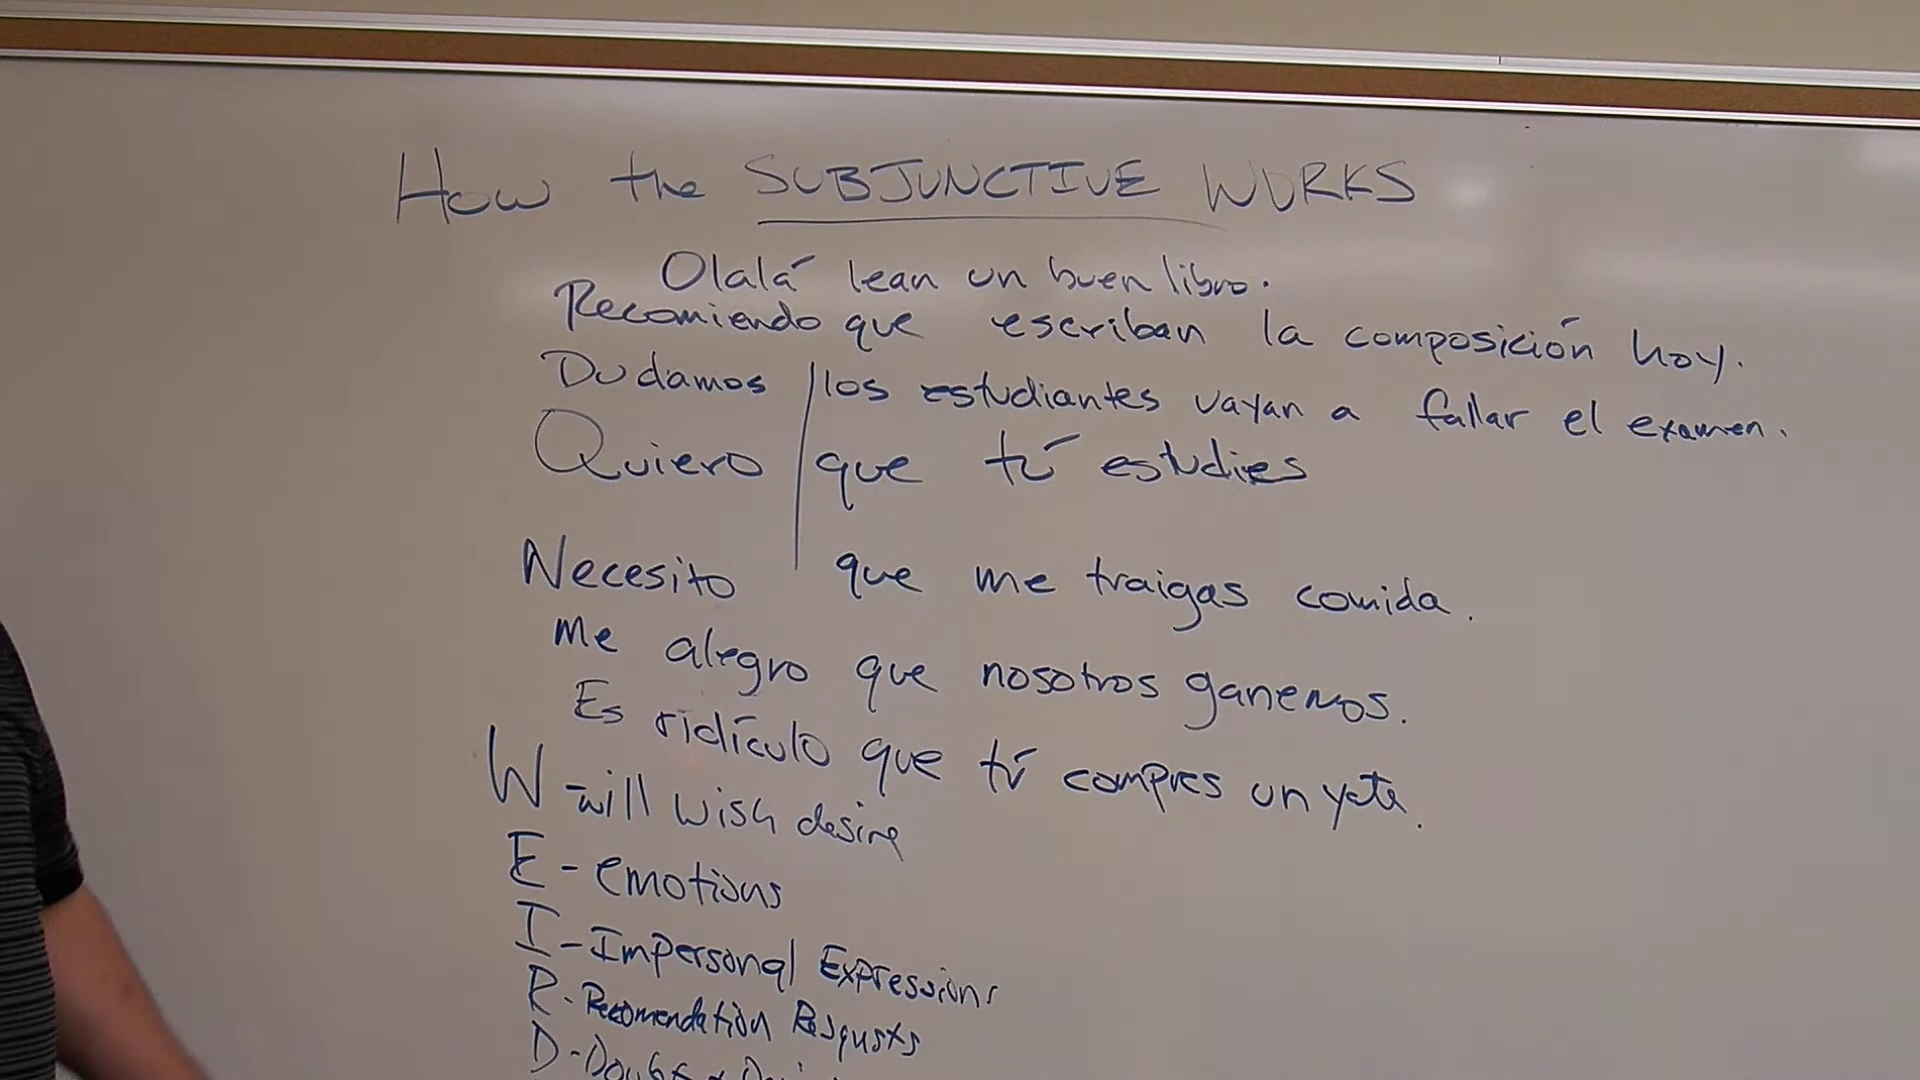 How the SUBJUNCTIVE WORKS
Olalá lean un buen libro.
Recomiendo que escriban la composición hoy.
Dudamos los estudiantes vayan a fallar el examen.
Quiero que tú estudies
Necesito que me traigas comida.
Me alegro que nosotros ganemos.
Es ridículo que tú compres un yate.
W - will wish desire
E - emotions
I - Impersonal Expressions
R - Recomendation Resqusts
D - Doubt